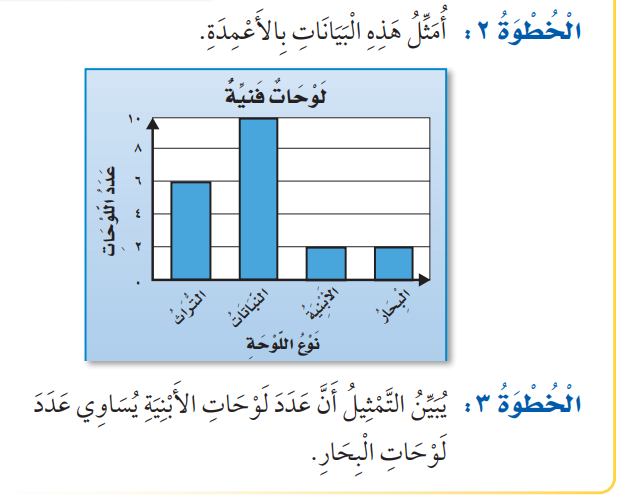 الْخُطْوَةُ ٢ : أُمَثِّلُ هَذِهِ الْبَيَانَاتِ بِالأَعْمِدَةِ.
لَوْحَاتٌ فَنِّيَّةٌ
١٠
٨
٦
٤
٢
٠
عَدَدُ اللَّوْحَاتِ
التُّرَاثُ
النَّبَاتَاتُ
الأَبْنِيَةُ
الْبِحَارُ
نَوْعُ اللَّوْحَةِ
الْخُطْوَةُ ٣ : يُبَيِّنُ التَّمْثِيلُ أَنَّ عَدَدَ لَوْحَاتِ الأَبْنِيَةِ يُسَاوِي عَدَدَ
لَوْحَاتِ الْبِحَارِ.